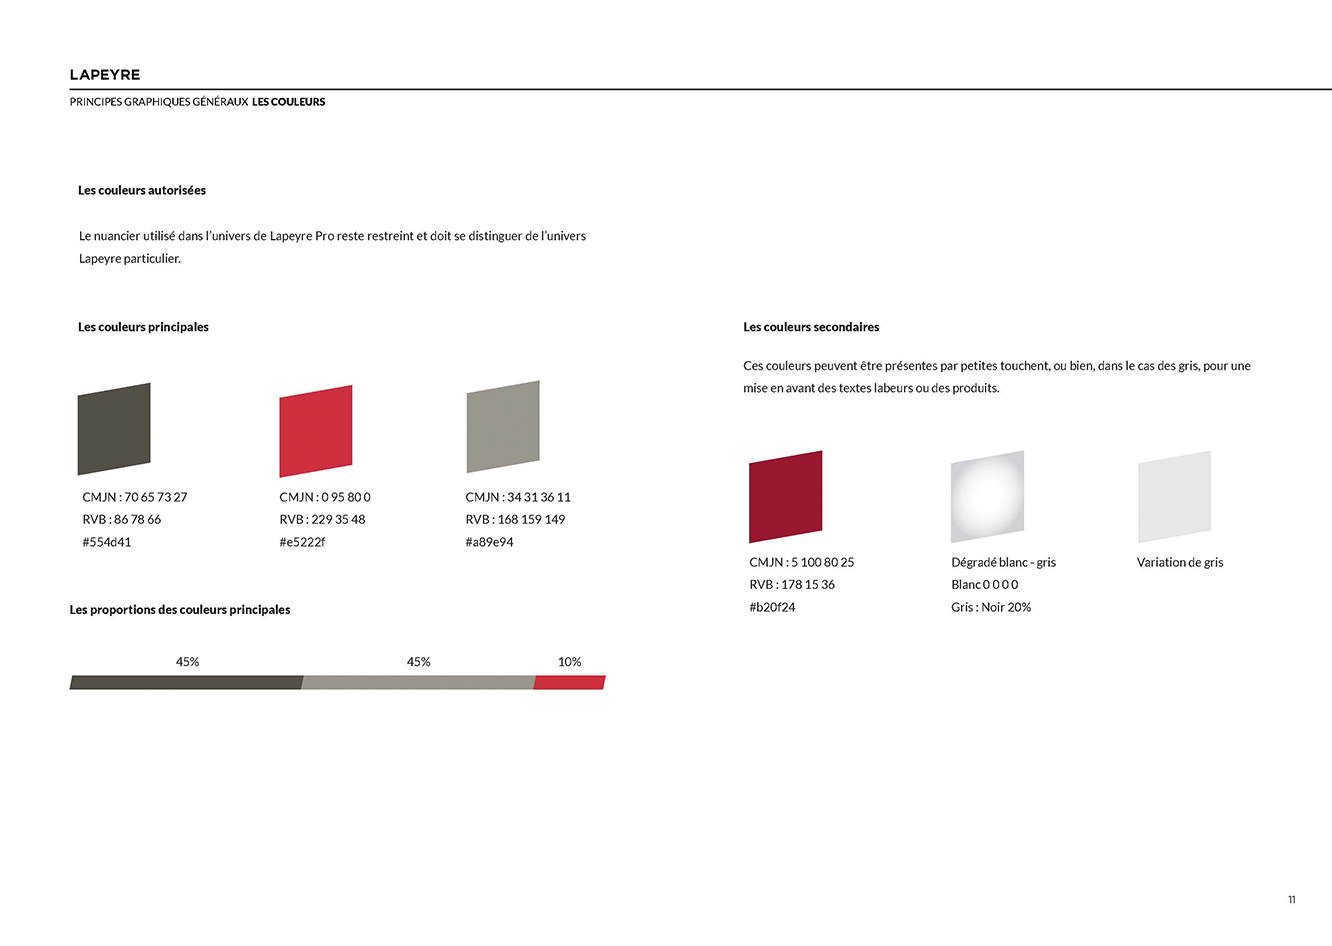 LAPEYRE
PRINCIPES GRAPHIQUES GÉNÉRAUX LES COULEURS
Les couleurs autorisées
Le nuancier utilisé dans l'univers de Lapeyre Pro reste restreint et doit se distinguer de l'univers
Lapeyre particulier.
Les couleurs principales
CMJN : 70 65 73 27
RVB : 86 78 66
#554d41
CMJN : 0 95 80 0
RVB : 229 35 48
#e5222f
CMJN : 34 31 36 11
RVB : 168 159 149
#a89e94
Les proportions des couleurs principales
45%
45%
10%
Les couleurs secondaires
Ces couleurs peuvent être présentes par petites touchent, ou bien, dans le cas des gris, pour une
mise en avant des textes labeurs ou des produits.
CMJN : 5 100 80 25
RVB : 178 15 36
#b20f24
Dégradé blanc - gris
Blanc 0 0 0 0
Gris : Noir 20%
Variation de gris
11